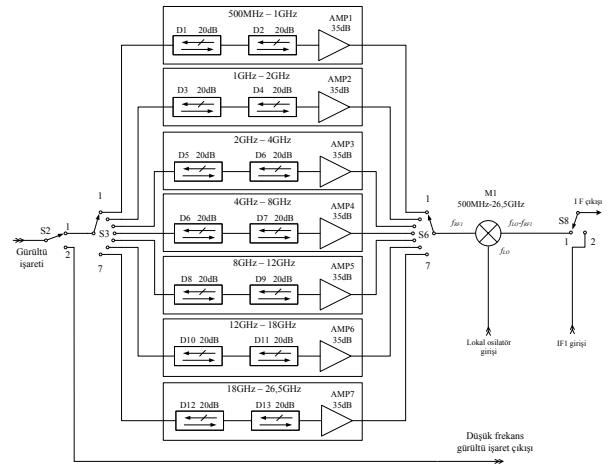 500MHz – 1GHz
D1 20dB D2 20dB AMP1 35dB
1GHz – 2GHz
D3 20dB D4 20dB AMP2 35dB
2GHz – 4GHz
D5 20dB D6 20dB AMP3 35dB
4GHz – 8GHz
D6 20dB D7 20dB AMP4 35dB
8GHz – 12GHz
D8 20dB D9 20dB AMP5 35dB
12GHz – 18GHz
D10 20dB D11 20dB AMP6 35dB
18GHz – 26,5GHz
D12 20dB D13 20dB AMP7 35dB
S2
1
2
Gürültü
işareti
1
S3
7
1
S6
7
M1
500MHz-26,5GHz
fRF1
fLO-fRF1
fLO
Lokal osilatör
girişi
S8
IF çıkışı
1
2
IF1 girişi
Düşük frekans
gürültü işaret çıkışı